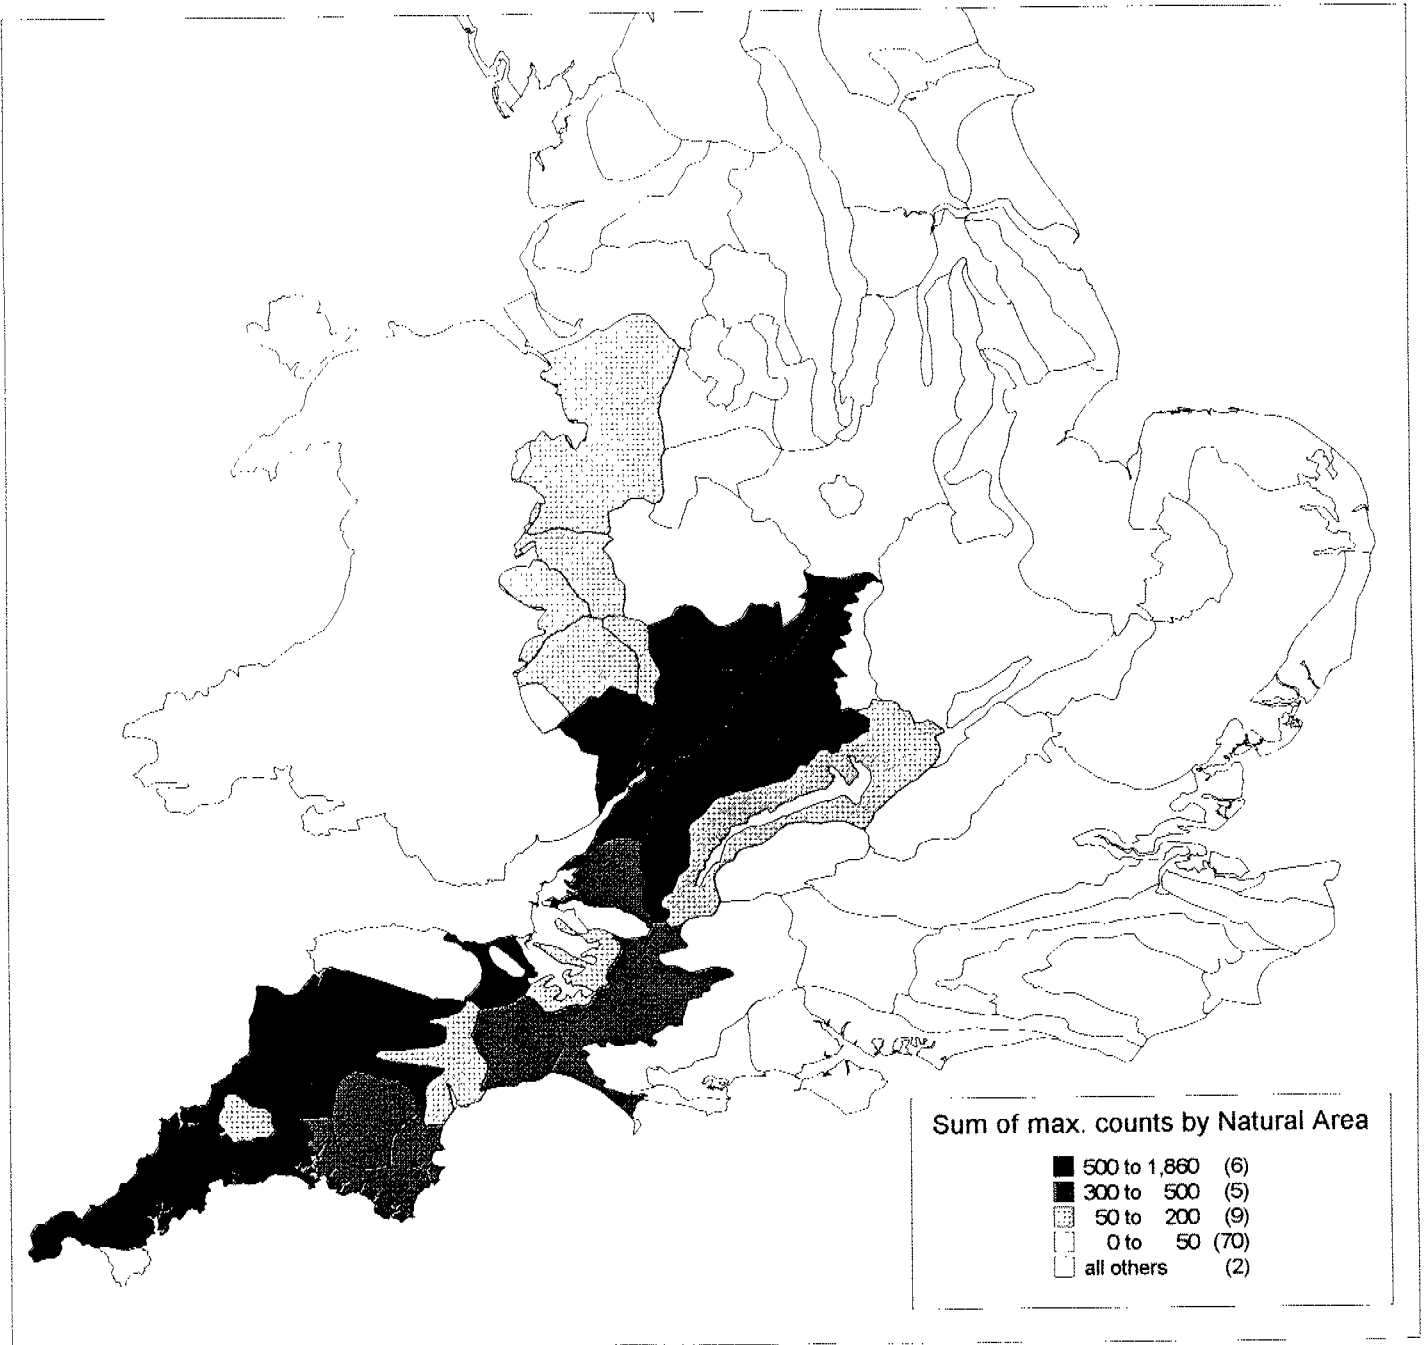 Sum of max. counts by Natural Area
500 to 1,860 (6)
300 to 500 (5)
50 to 200 (9)
0 to 50 (70)
all others (2)